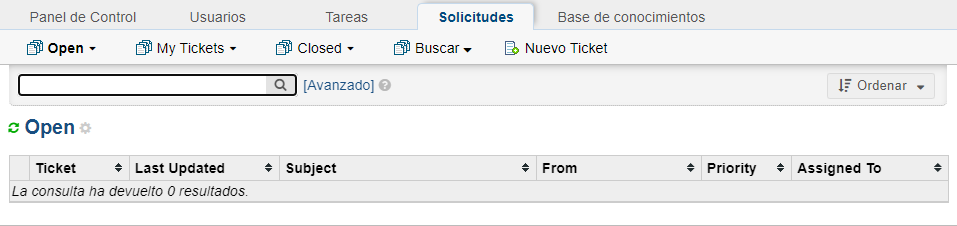 Panel de Control Usuarios Tareas Solicitudes Base de conocimientos
Open My Tickets Closed Buscar Nuevo Ticket
[Avanzado] ? Ordenar
Open
Ticket Last Updated Subject From Priority Assigned To
La consulta ha devuelto 0 resultados.